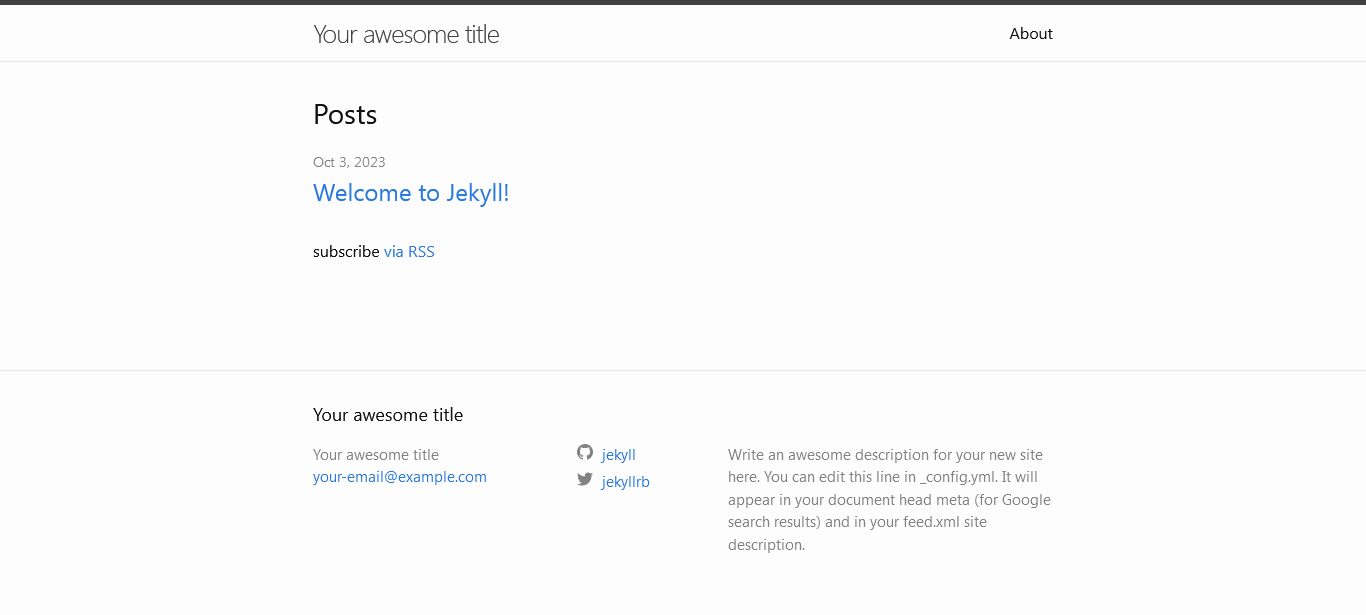 Your awesome title
About
Posts
Oct 3, 2023
Welcome to Jekyll!
subscribe via RSS
Your awesome title
Your awesome title
your-email@example.com
jekyll
jekyllrb
Write an awesome description for your new site
here. You can edit this line in _config.yml. It will
appear in your document head meta (for Google
search results) and in your feed.xml site
description.